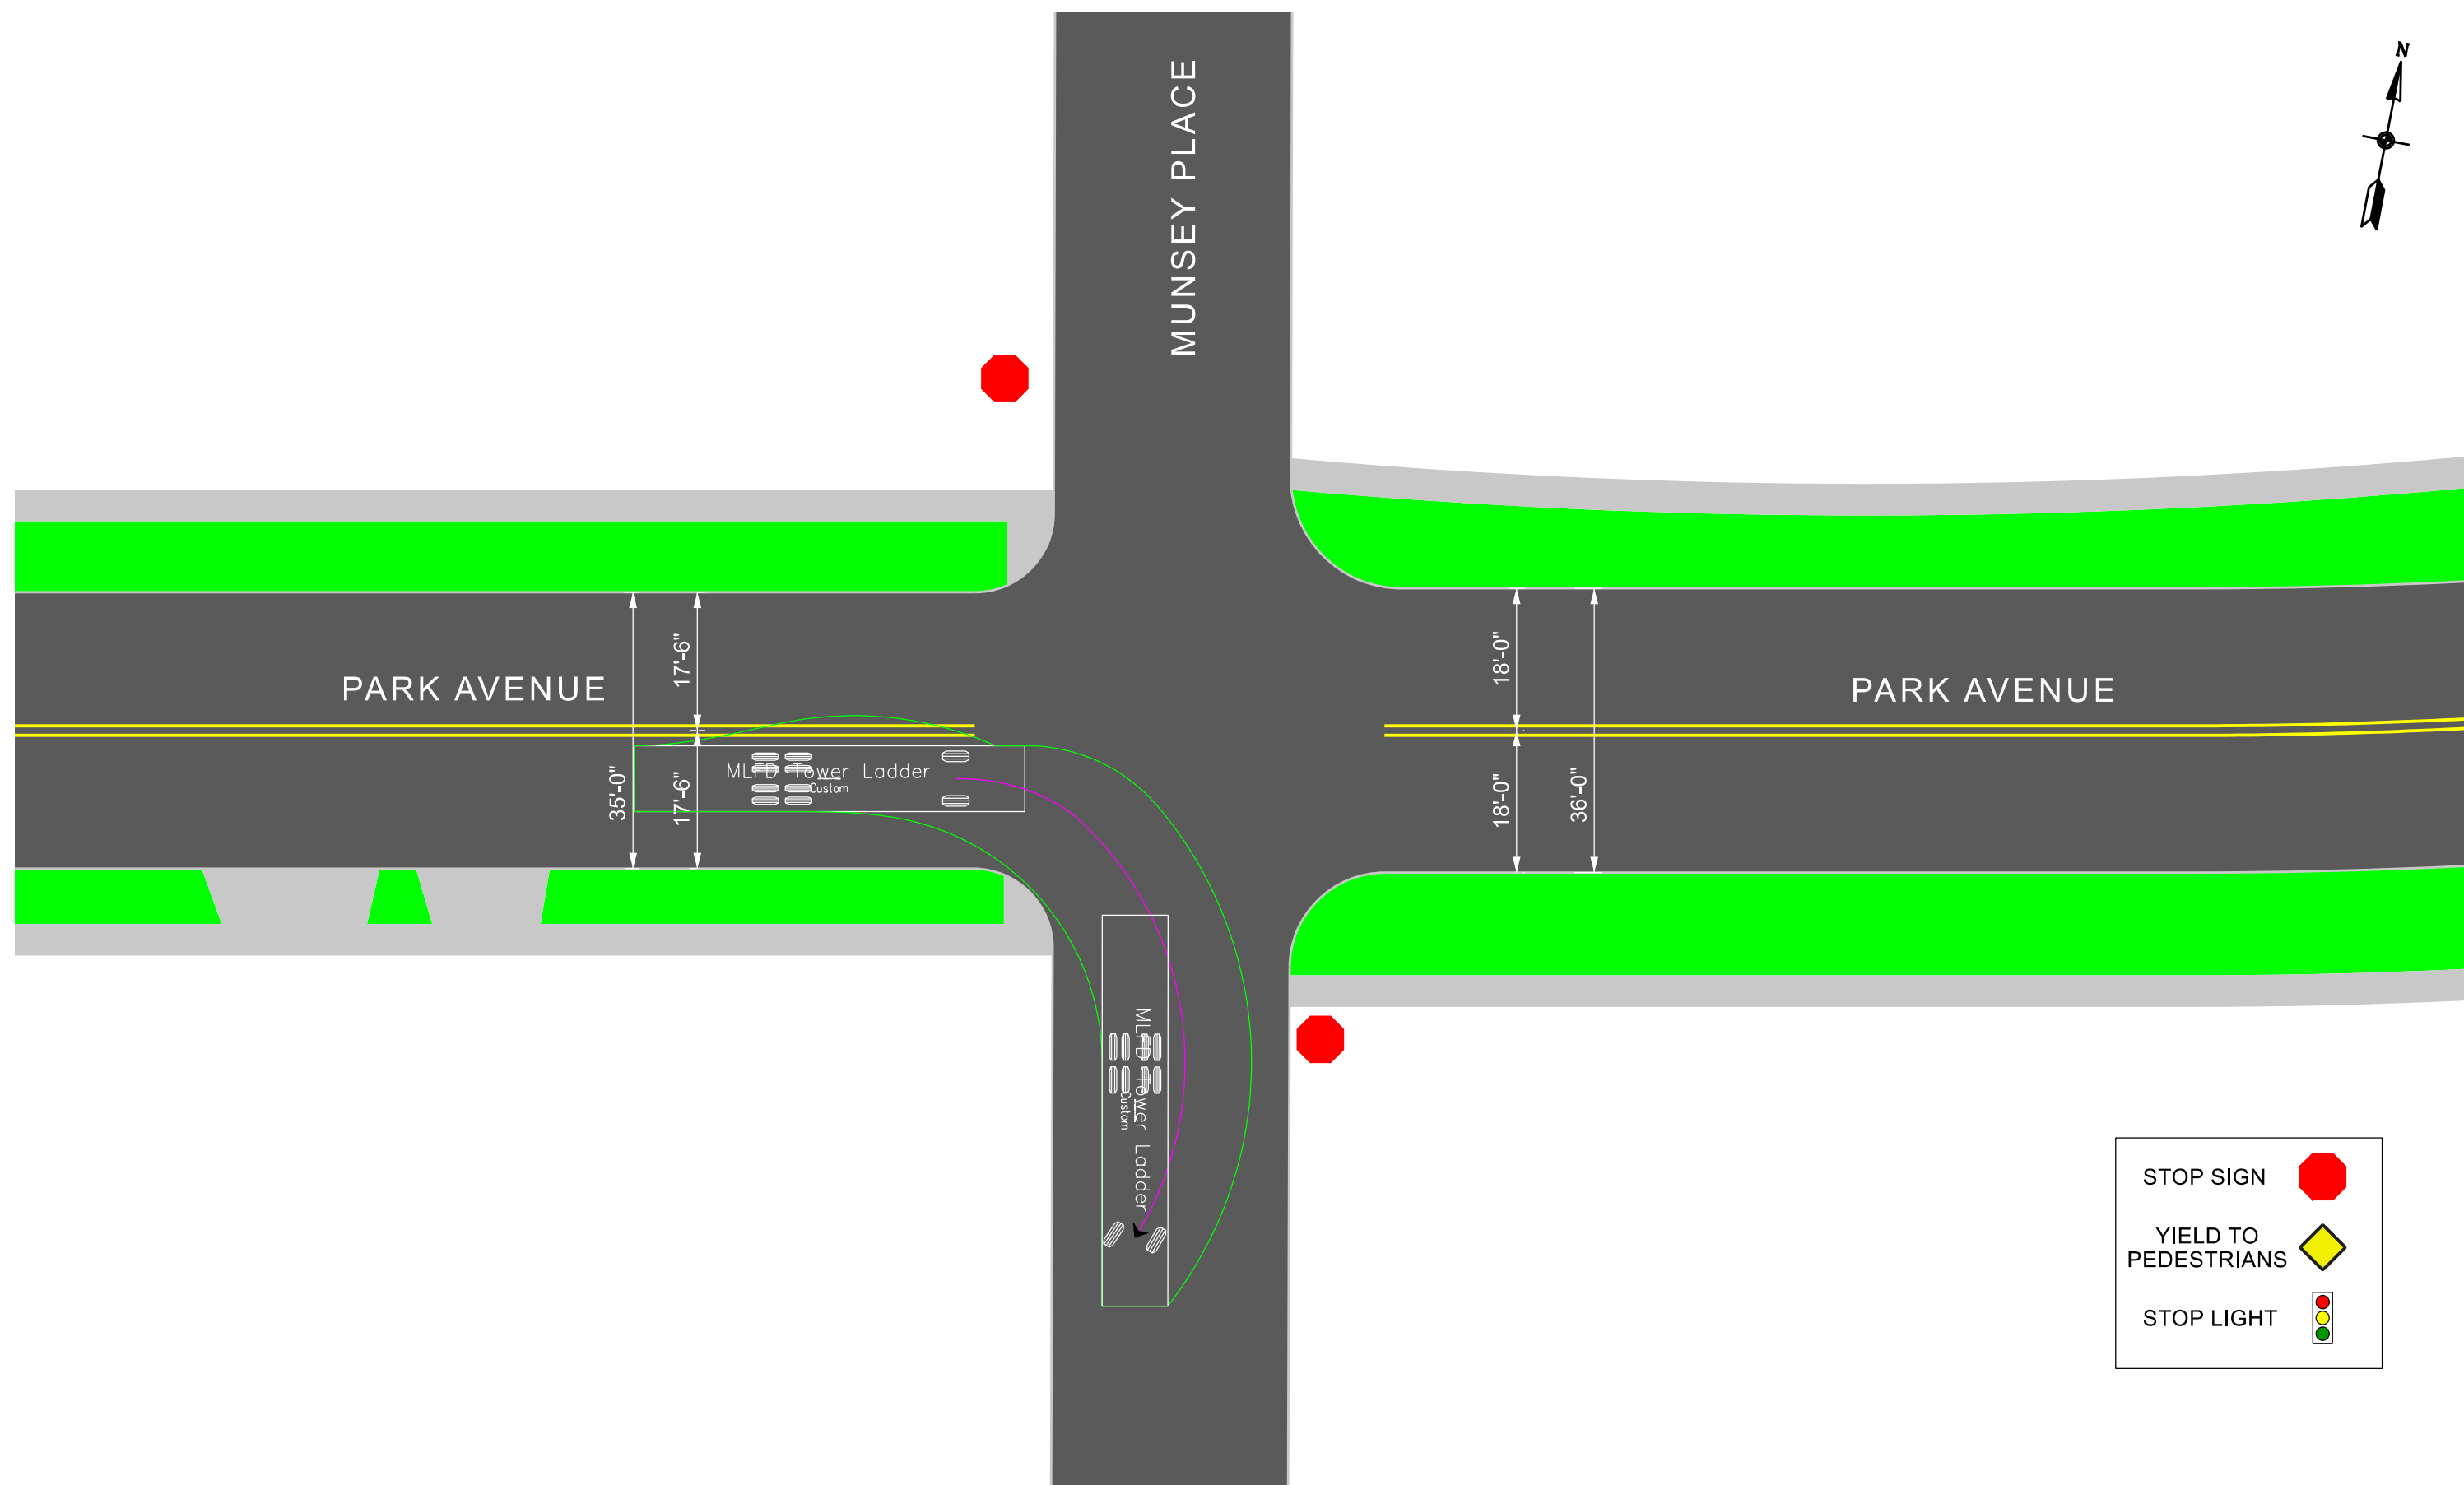 N
MUNSEY PLACE
PARK AVENUE
17'-6"
35'-0"
17'-6"
18'-0"
18'-0"
36'-0"
PARK AVENUE
MLFD Tower Ladder
Custom
MLFD Tower Ladder
Custom
STOP SIGN
YIELD TO
PEDESTRIANS
STOP LIGHT